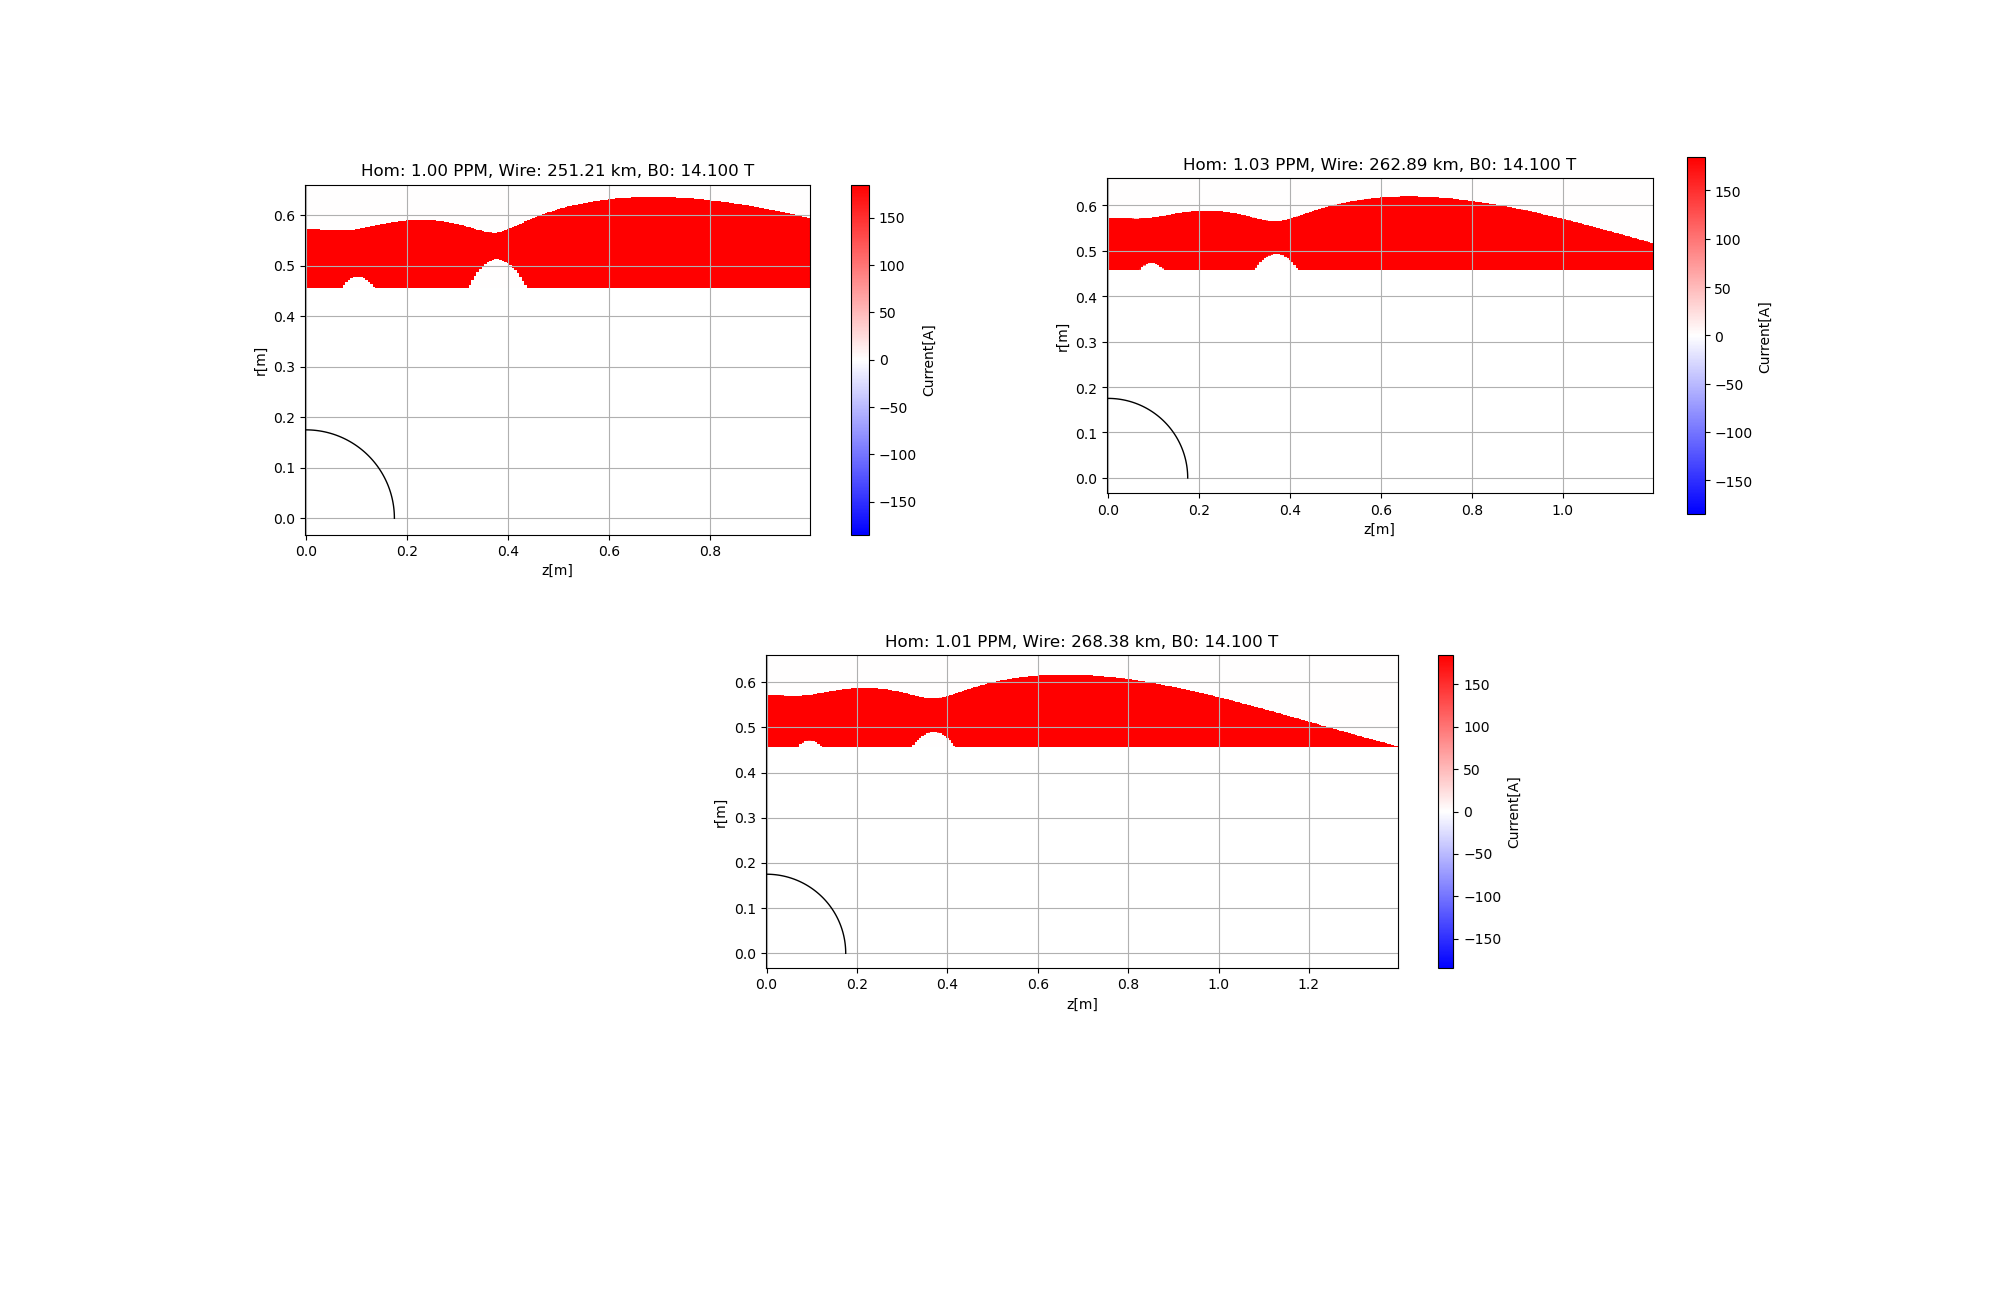 Hom: 1.00 PPM, Wire: 251.21 km, B0: 14.100 T
0.6
0.5
0.4
0.3
0.2
0.1
0.0
r[m]
0.0 0.2 0.4 0.6 0.8
z[m]
150
100
50
0
−50
−100
−150
Current[A]
Hom: 1.03 PPM, Wire: 262.89 km, B0: 14.100 T
0.6
0.5
0.4
0.3
0.2
0.1
0.0
r[m]
0.0 0.2 0.4 0.6 0.8 1.0
z[m]
150
100
50
0
−50
−100
−150
Current[A]
Hom: 1.01 PPM, Wire: 268.38 km, B0: 14.100 T
0.6
0.5
0.4
0.3
0.2
0.1
0.0
r[m]
0.0 0.2 0.4 0.6 0.8 1.0 1.2
z[m]
150
100
50
0
−50
−100
−150
Current[A]